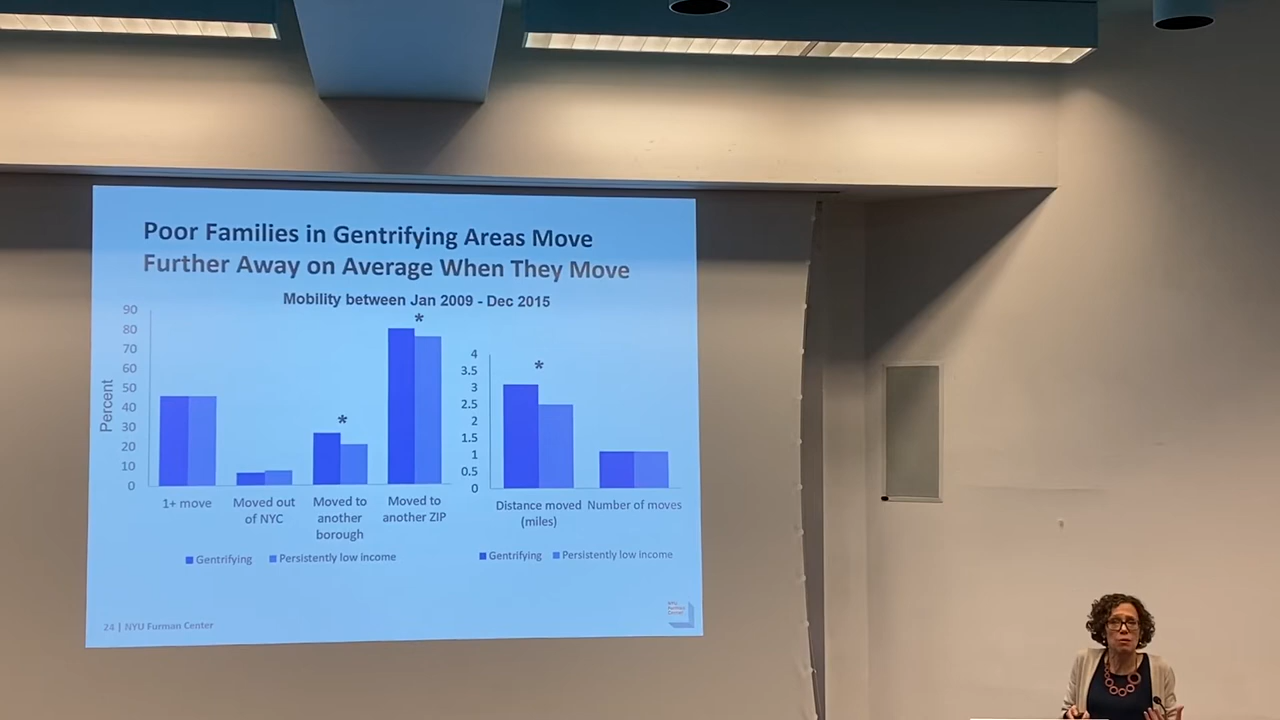 Poor Families in Gentrifying Areas Move
Further Away on Average When They Move
Mobility between Jan 2009 - Dec 2015
Percent
90
80
70
60
50
40
30
20
10
0
*
*
1+ move
Moved out
of NYC
Moved to
another
borough
Moved to
another ZIP
Gentrifying
Persistently low income
4
3.5
3
2.5
2
1.5
1
0.5
0
*
Distance moved
(miles)
Number of moves
Gentrifying
Persistently low income
24 | NYU Furman Center
NYU
Furman
Center